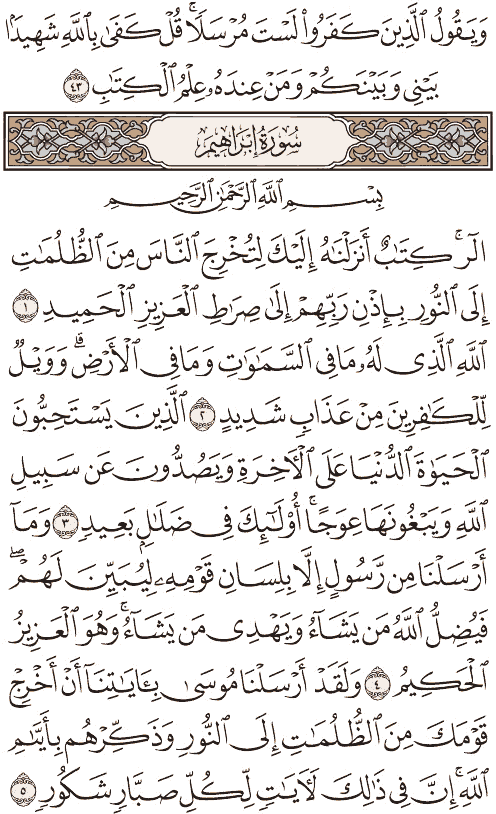 وَيَقُولُ ٱلَّذِينَ كَفَرُواْ لَسۡتَ مُرۡسَلٗاۚ قُلۡ كَفَىٰ بِٱللَّهِ شَهِيدَۢا
بَيۡنِي وَبَيۡنَكُمۡ وَمَنۡ عِندَهُۥ عِلۡمُ ٱلۡكِتَٰبِ ٤٣
سُورَةُ إِبۡرَاهِيم
بِسۡمِ ٱللَّهِ ٱلرَّحۡمَٰنِ ٱلرَّحِيمِ
الٓرۚ كِتَٰبٌ أَنزَلۡنَٰهُ إِلَيۡكَ لِتُخۡرِجَ ٱلنَّاسَ مِنَ ٱلظُّلُمَٰتِ
إِلَى ٱلنُّورِ بِإِذۡنِ رَبِّهِمۡ إِلَىٰ صِرَٰطِ ٱلۡعَزِيزِ ٱلۡحَمِيدِ ١
ٱللَّهِ ٱلَّذِي لَهُۥ مَا فِي ٱلسَّمَٰوَٰتِ وَمَا فِي ٱلۡأَرۡضِۗ وَوَيۡلٞ
لِّلۡكَٰفِرِينَ مِنۡ عَذَابٖ شَدِيدٍ ٢ ٱلَّذِينَ يَسۡتَحِبُّونَ
ٱلۡحَيَوٰةَ ٱلدُّنۡيَا عَلَى ٱلۡأٓخِرَةِ وَيَصُدُّونَ عَن سَبِيلِ
ٱللَّهِ وَيَبۡغُونَهَا عِوَجًاۚ أُوْلَٰٓئِكَ فِي ضَلَٰلِۭ بَعِيدٖ ٣ وَمَآ
أَرۡسَلۡنَا مِن رَّسُولٍ إِلَّا بِلِسَانِ قَوۡمِهِۦ لِيُبَيِّنَ لَهُمۡۖ
فَيُضِلُّ ٱللَّهُ مَن يَشَآءُ وَيَهۡدِي مَن يَشَآءُۚ وَهُوَ ٱلۡعَزِيزُ
ٱلۡحَكِيمُ ٤ وَلَقَدۡ أَرۡسَلۡنَا مُوسَىٰ بِـَٔايَٰتِنَآ أَنۡ أَخۡرِجۡ
قَوۡمَكَ مِنَ ٱلظُّلُمَٰتِ إِلَى ٱلنُّورِ وَذَكِّرۡهُم بِأَيَّىٰمِ
ٱللَّهِۚ إِنَّ فِي ذَٰلِكَ لَأٓيَٰتٖ لِّكُلِّ صَبَّارٖ شَكُورٖ ٥